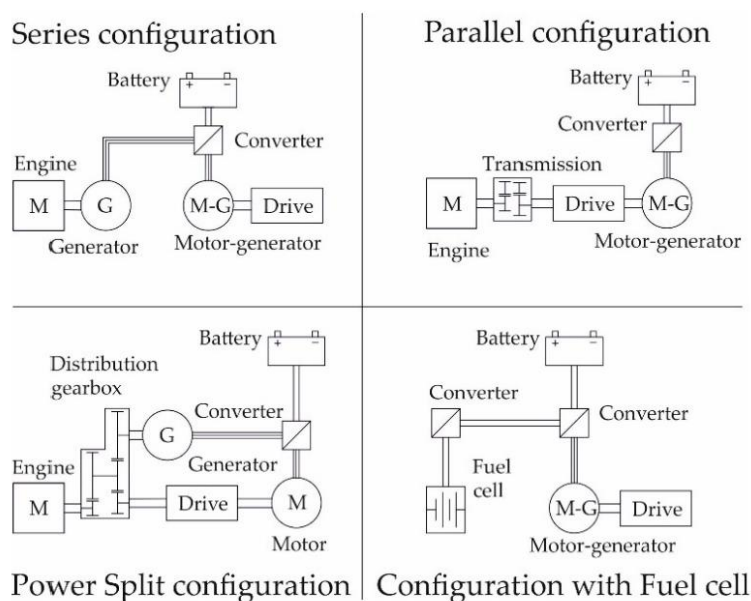 Series configuration
Battery
+ −
Converter
Engine
M
G
M-G
Drive
Generator
Motor-generator
Parallel configuration
Battery
+ −
Converter
Transmission
M
Drive
M-G
Engine
Motor-generator
Battery
+ −
Distribution
gearbox
Converter
G
Engine
Generator
M
Drive
M
Motor
Power Split configuration
Battery
+ −
Converter
Converter
Fuel
cell
M-G
Drive
Motor-generator
Configuration with Fuel cell